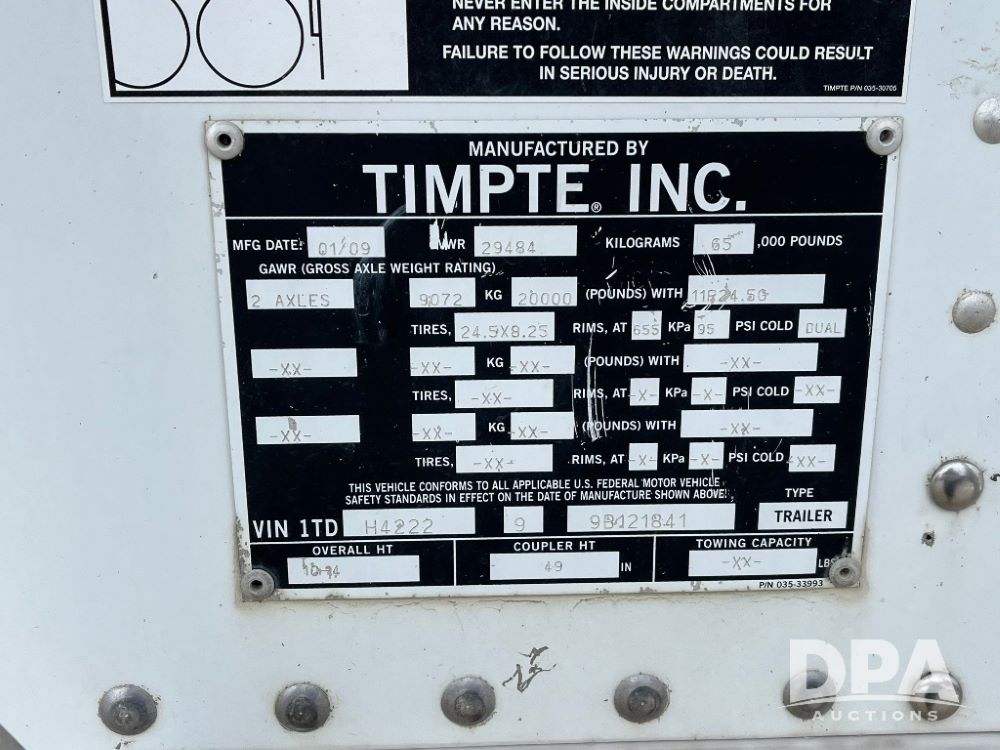 NEVER ENTER THE INSIDE COMPARTMENTS FOR
ANY REASON.
FAILURE TO FOLLOW THESE WARNINGS COULD RESULT
IN SERIOUS INJURY OR DEATH.
TIMPTE P/N 035-30705
MANUFACTURED BY
TIMPTE® INC.
MFG DATE: 01/09 VWR 29484 KILOGRAMS 65 ,000 POUNDS
GAWR (GROSS AXLE WEIGHT RATING)
2 AXLES 9072 KG 20000 (POUNDS) WITH 11R24.5G
TIRES, 24.5X8.25 RIMS, AT 655 KPa 95 PSI COLD DUAL
-XX- -XX- KG -XX- (POUNDS) WITH -XX-
TIRES, -XX- RIMS, AT -X- KPa -X- PSI COLD -XX-
-XX- -XX- KG -XX- (POUNDS) WITH -XX-
TIRES, -XX- RIMS, AT -X- KPa -X- PSI COLD -XX-
THIS VEHICLE CONFORMS TO ALL APPLICABLE U.S. FEDERAL MOTOR VEHICLE
SAFETY STANDARDS IN EFFECT ON THE DATE OF MANUFACTURE SHOWN ABOVE.
TYPE
VIN 1TD H4222 9 9B121841 TRAILER
OVERALL HT COUPLER HT TOWING CAPACITY
49 IN -XX- LBS
P/N 035-33993
DPA
AUCTIONS